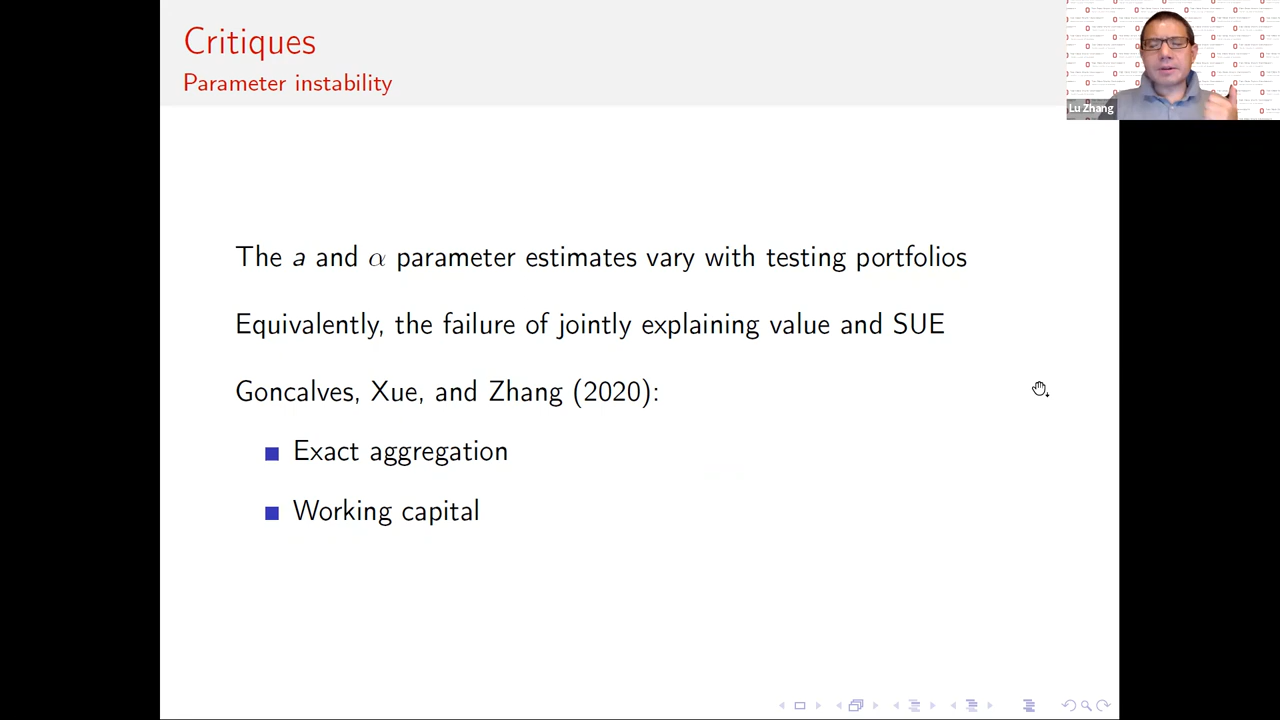 Critiques
Parameter instability
Lu Zhang
The a and α parameter estimates vary with testing portfolios
Equivalently, the failure of jointly explaining value and SUE
Goncalves, Xue, and Zhang (2020):
Exact aggregation
Working capital